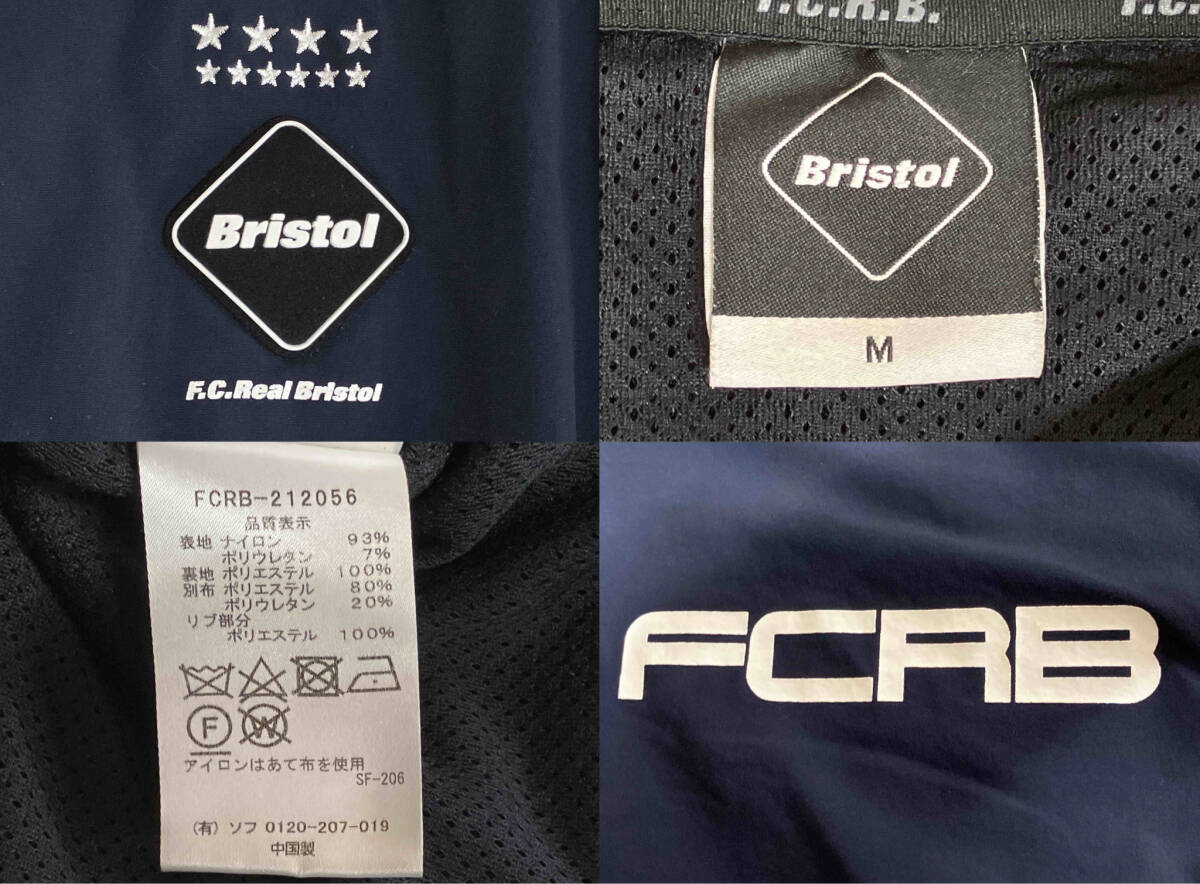 Bristol
F.C.Real Bristol
F.C.R.B.
F.C.
Bristol
M
FCRB-212056
品質表示
表地 ナイロン 93%
ポリウレタン 7%
裏地 ポリエステル 100%
別布 ポリエステル 80%
ポリウレタン 20%
リブ部分
ポリエステル 100%
F
W
アイロンはあて布を使用
SF-206
(有) ソフ 0120-207-019
中国製
FCRB